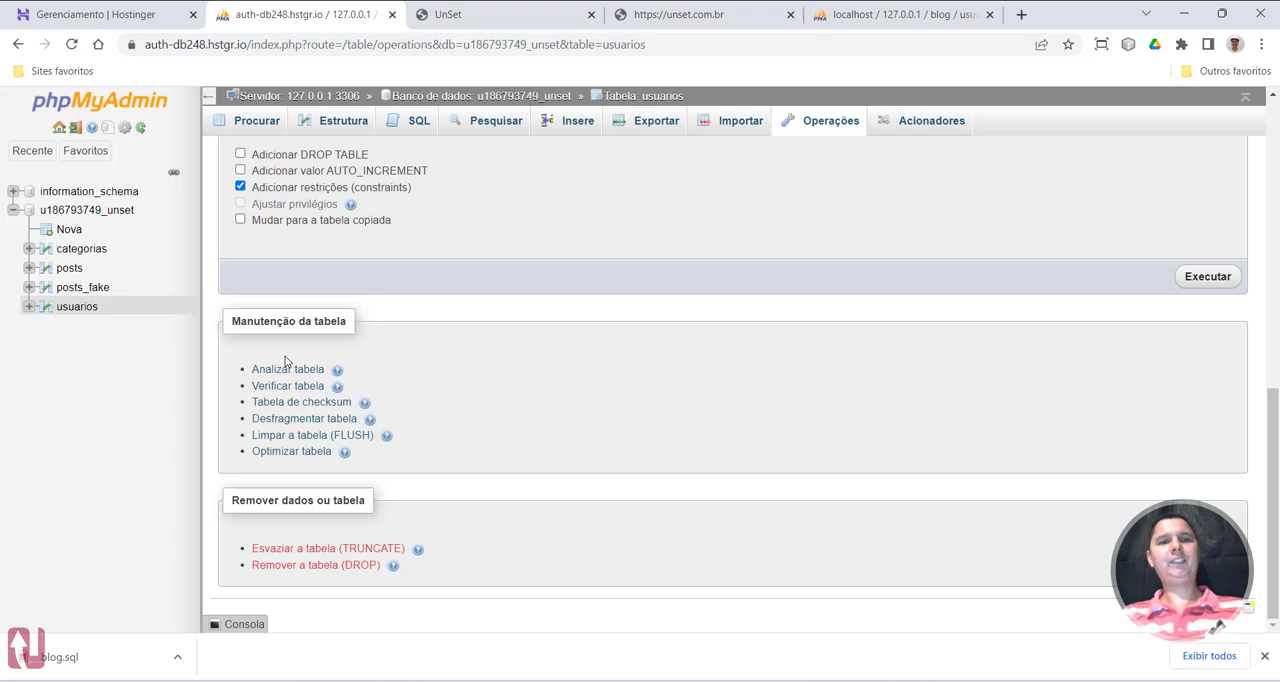 Gerenciamento | Hostinger
auth-db248.hstgr.io / 127.0.0.1 /
UnSet
https://unset.com.br
localhost / 127.0.0.1 / blog / usu
auth-db248.hstgr.io/index.php?route=/table/operations&db=u186793749_unset&table=usuarios
Sites favoritos
Outros favoritos
phpMyAdmin
Recente
Favoritos
information_schema
u186793749_unset
Nova
categorias
posts
posts_fake
usuarios
Servidor: 127.0.0.1:3306 » Banco de dados: u186793749_unset » Tabela: usuarios
Procurar
Estrutura
SQL
Pesquisar
Insere
Exportar
Importar
Operações
Acionadores
Adicionar DROP TABLE
Adicionar valor AUTO_INCREMENT
Adicionar restrições (constraints)
Ajustar privilégios
Mudar para a tabela copiada
Executar
Manutenção da tabela
Analizar tabela
Verificar tabela
Tabela de checksum
Desfragmentar tabela
Limpar a tabela (FLUSH)
Optimizar tabela
Remover dados ou tabela
Esvaziar a tabela (TRUNCATE)
Remover a tabela (DROP)
Consola
blog.sql
Exibir todos